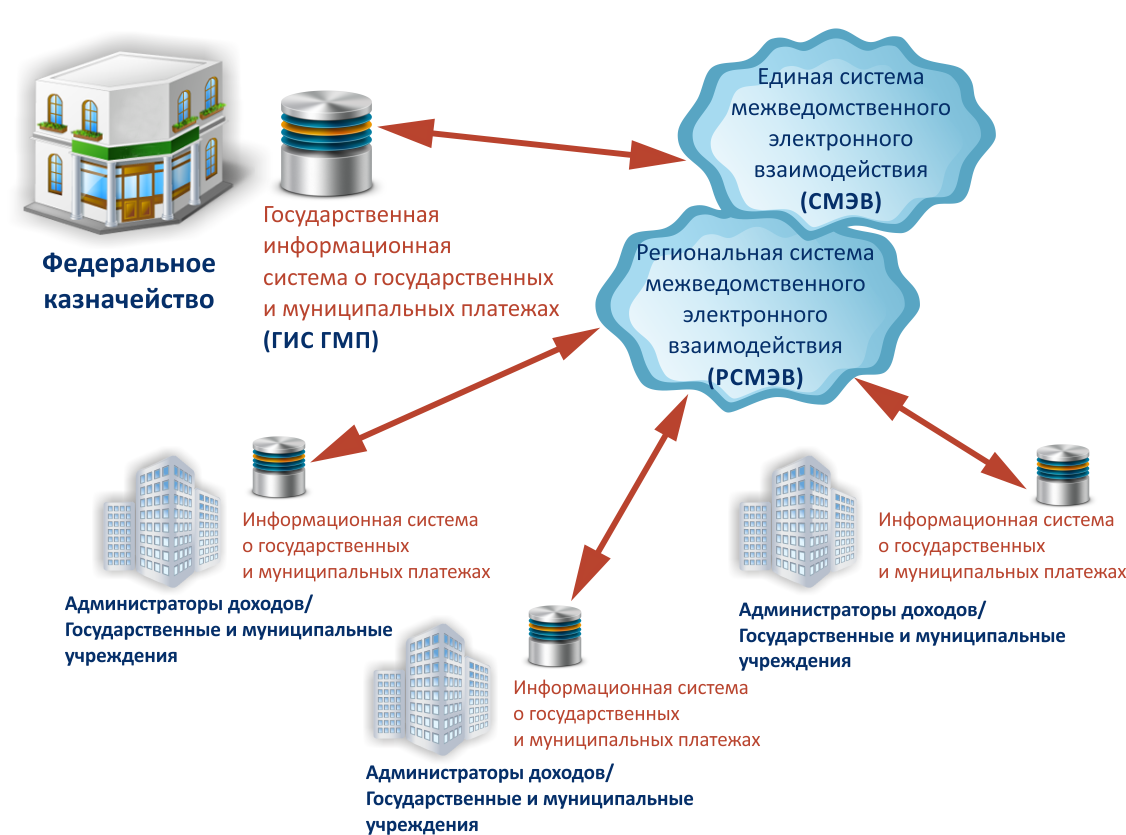 Единая система
межведомственного
электронного
взаимодействия
(СМЭВ)
Федеральное
казначейство
Государственная
информационная
система о государственных
и муниципальных платежах
(ГИС ГМП)
Региональная система
межведомственного
электронного
взаимодействия
(РСМЭВ)
Информационная система
о государственных
и муниципальных платежах
Администраторы доходов/
Государственные и муниципальные
учреждения
Информационная система
о государственных
и муниципальных платежах
Администраторы доходов/
Государственные и муниципальные
учреждения
Информационная система
о государственных
и муниципальных платежах
Администраторы доходов/
Государственные и муниципальные
учреждения